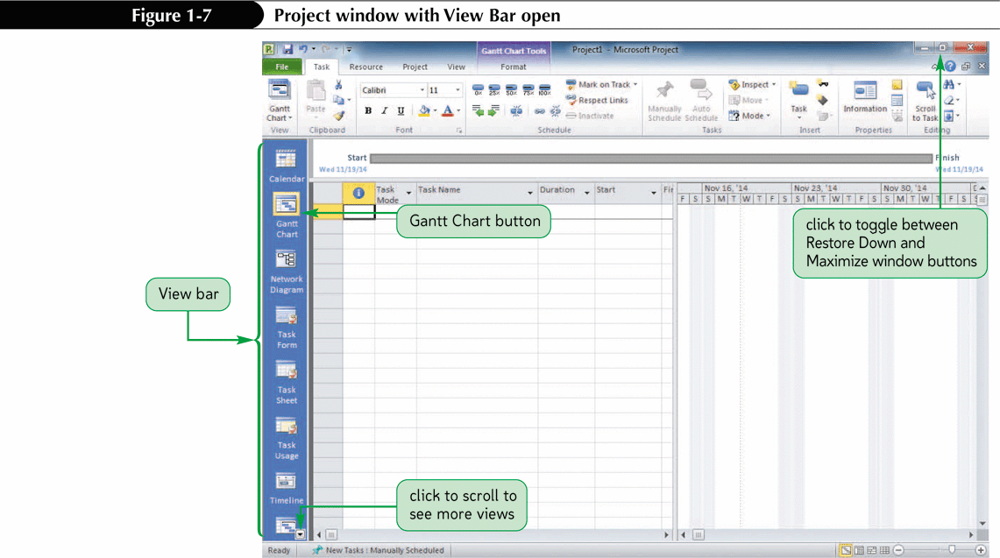 Figure 1-7 Project window with View Bar open
Gantt Chart Tools Project1 - Microsoft Project
File Task Resource Project View Format
Calibri 11
0× 25× 50× 75× 100×
Mark on Track
Respect Links
Inactivate
B I U A
Gantt
Chart
Paste
Manually
Schedule
Auto
Schedule
Inspect
Move
Mode
Task
Information
Scroll
to Task
View Clipboard Font Schedule Tasks Insert Properties Editing
Start
Wed 11/19/14
Finish
Wed 11/19/14
Task
Mode
Task Name Duration Start Fin
Nov 16, '14 Nov 23, '14 Nov 30, '14 D
F S S M T W T F S S M T W T F S S M T W T F S S
Calendar
Gantt
Chart
Network
Diagram
Task
Form
Task
Sheet
Task
Usage
Timeline
Gantt Chart button
click to toggle between
Restore Down and
Maximize window buttons
View bar
click to scroll to
see more views
Ready New Tasks : Manually Scheduled